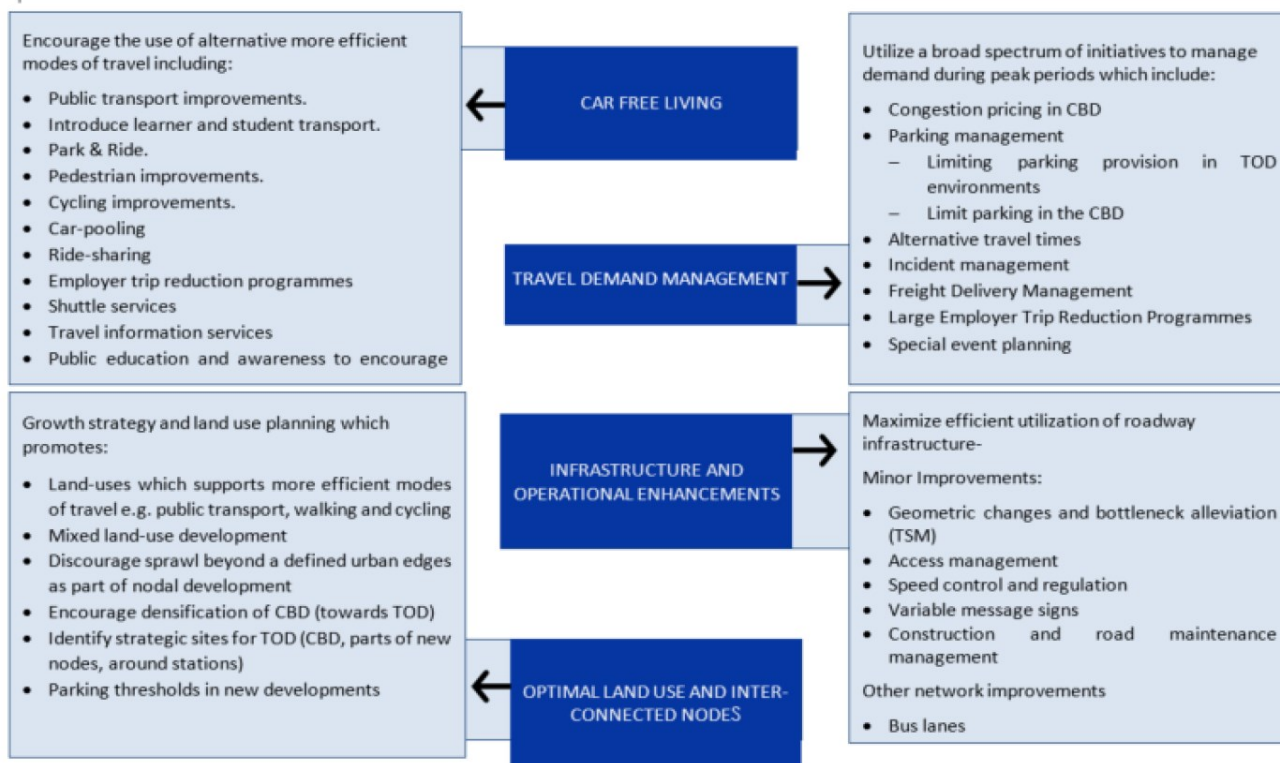 Encourage the use of alternative more efficient
modes of travel including:
• Public transport improvements.
• Introduce learner and student transport.
• Park & Ride.
• Pedestrian improvements.
• Cycling improvements.
• Car-pooling
• Ride-sharing
• Employer trip reduction programmes
• Shuttle services
• Travel information services
• Public education and awareness to encourage
CAR FREE LIVING
Utilize a broad spectrum of initiatives to manage
demand during peak periods which include:
• Congestion pricing in CBD
• Parking management
– Limiting parking provision in TOD
environments
– Limit parking in the CBD
• Alternative travel times
• Incident management
• Freight Delivery Management
• Large Employer Trip Reduction Programmes
• Special event planning
TRAVEL DEMAND MANAGEMENT
Growth strategy and land use planning which
promotes:
• Land-uses which supports more efficient modes
of travel e.g. public transport, walking and cycling
• Mixed land-use development
• Discourage sprawl beyond a defined urban edges
as part of nodal development
• Encourage densification of CBD (towards TOD)
• Identify strategic sites for TOD (CBD, parts of new
nodes, around stations)
• Parking thresholds in new developments
INFRASTRUCTURE AND
OPERATIONAL ENHANCEMENTS
Maximize efficient utilization of roadway
infrastructure-
Minor Improvements:
• Geometric changes and bottleneck alleviation
(TSM)
• Access management
• Speed control and regulation
• Variable message signs
• Construction and road maintenance
management
Other network improvements
• Bus lanes
OPTIMAL LAND USE AND INTER-
CONNECTED NODES